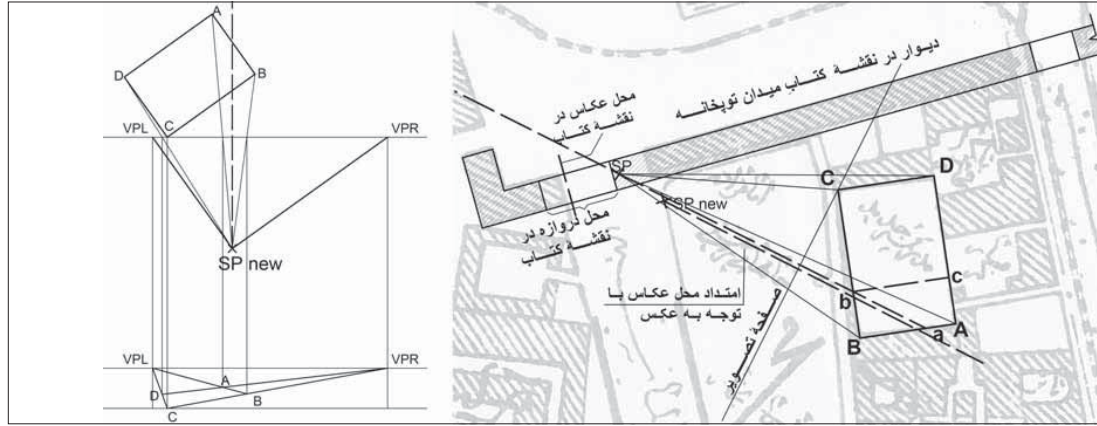 A
D
B
VPL
C
VPR
SP new
VPL
VPR
A
D
B
C
دیوار در نقشهٔ کتاب میدان توپخانه
محل عکاس در
نقشهٔ کتاب
SP
C
D
SP new
محل دروازه در
نقشهٔ کتاب
امتداد محل عکاس با
توجه به عکس
صفحهٔ تصویر
b
c
B
a
A